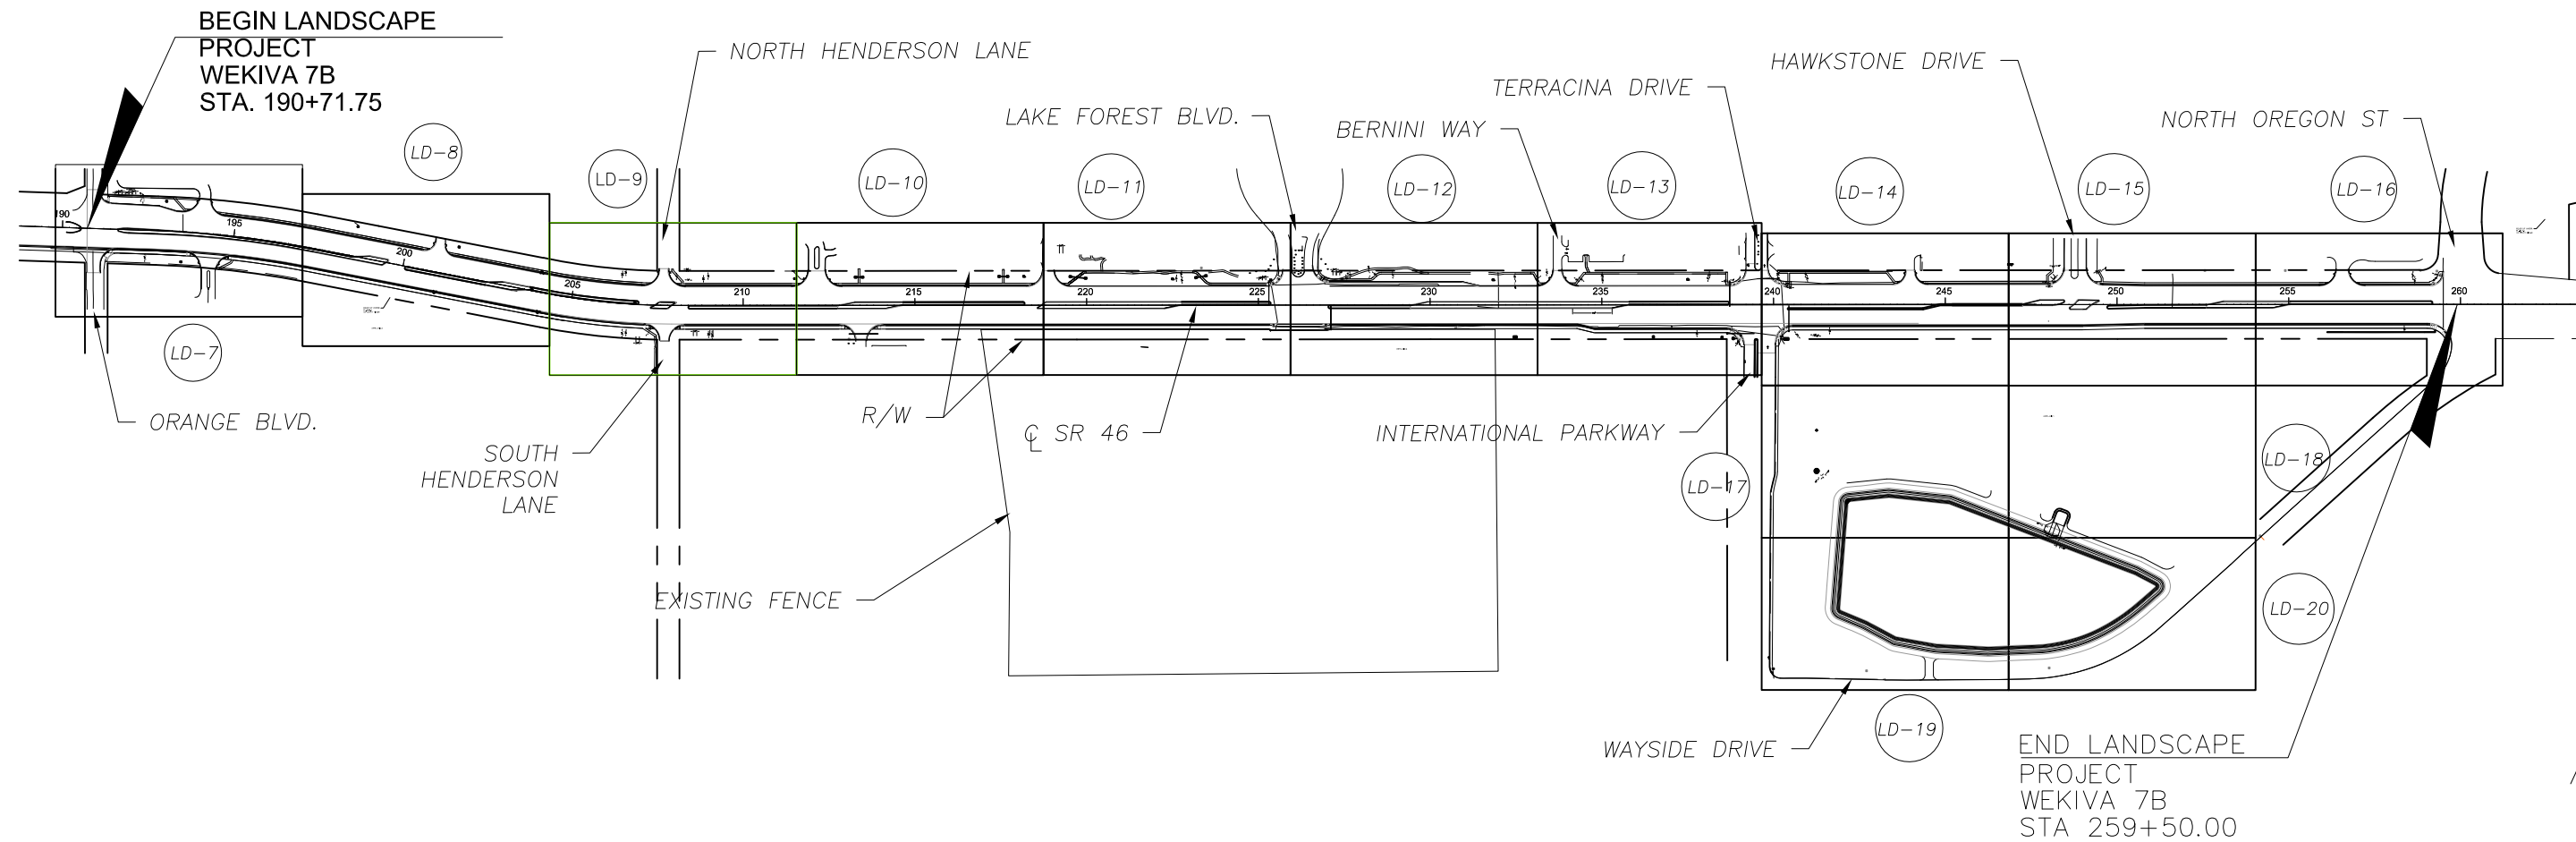 BEGIN LANDSCAPE
PROJECT
WEKIVA 7B
STA. 190+71.75
NORTH HENDERSON LANE
HAWKSTONE DRIVE
TERRACINA DRIVE
LAKE FOREST BLVD.
BERNINI WAY
NORTH OREGON ST
LD-8
LD-9
LD-10
LD-11
LD-12
LD-13
LD-14
LD-15
LD-16
190
195
200
205
210
215
220
225
230
235
240
245
250
255
260
LD-7
ORANGE BLVD.
R/W
℄ SR 46
INTERNATIONAL PARKWAY
SOUTH
HENDERSON
LANE
LD-17
LD-18
EXISTING FENCE
LD-20
LD-19
WAYSIDE DRIVE
END LANDSCAPE
PROJECT
WEKIVA 7B
STA 259+50.00